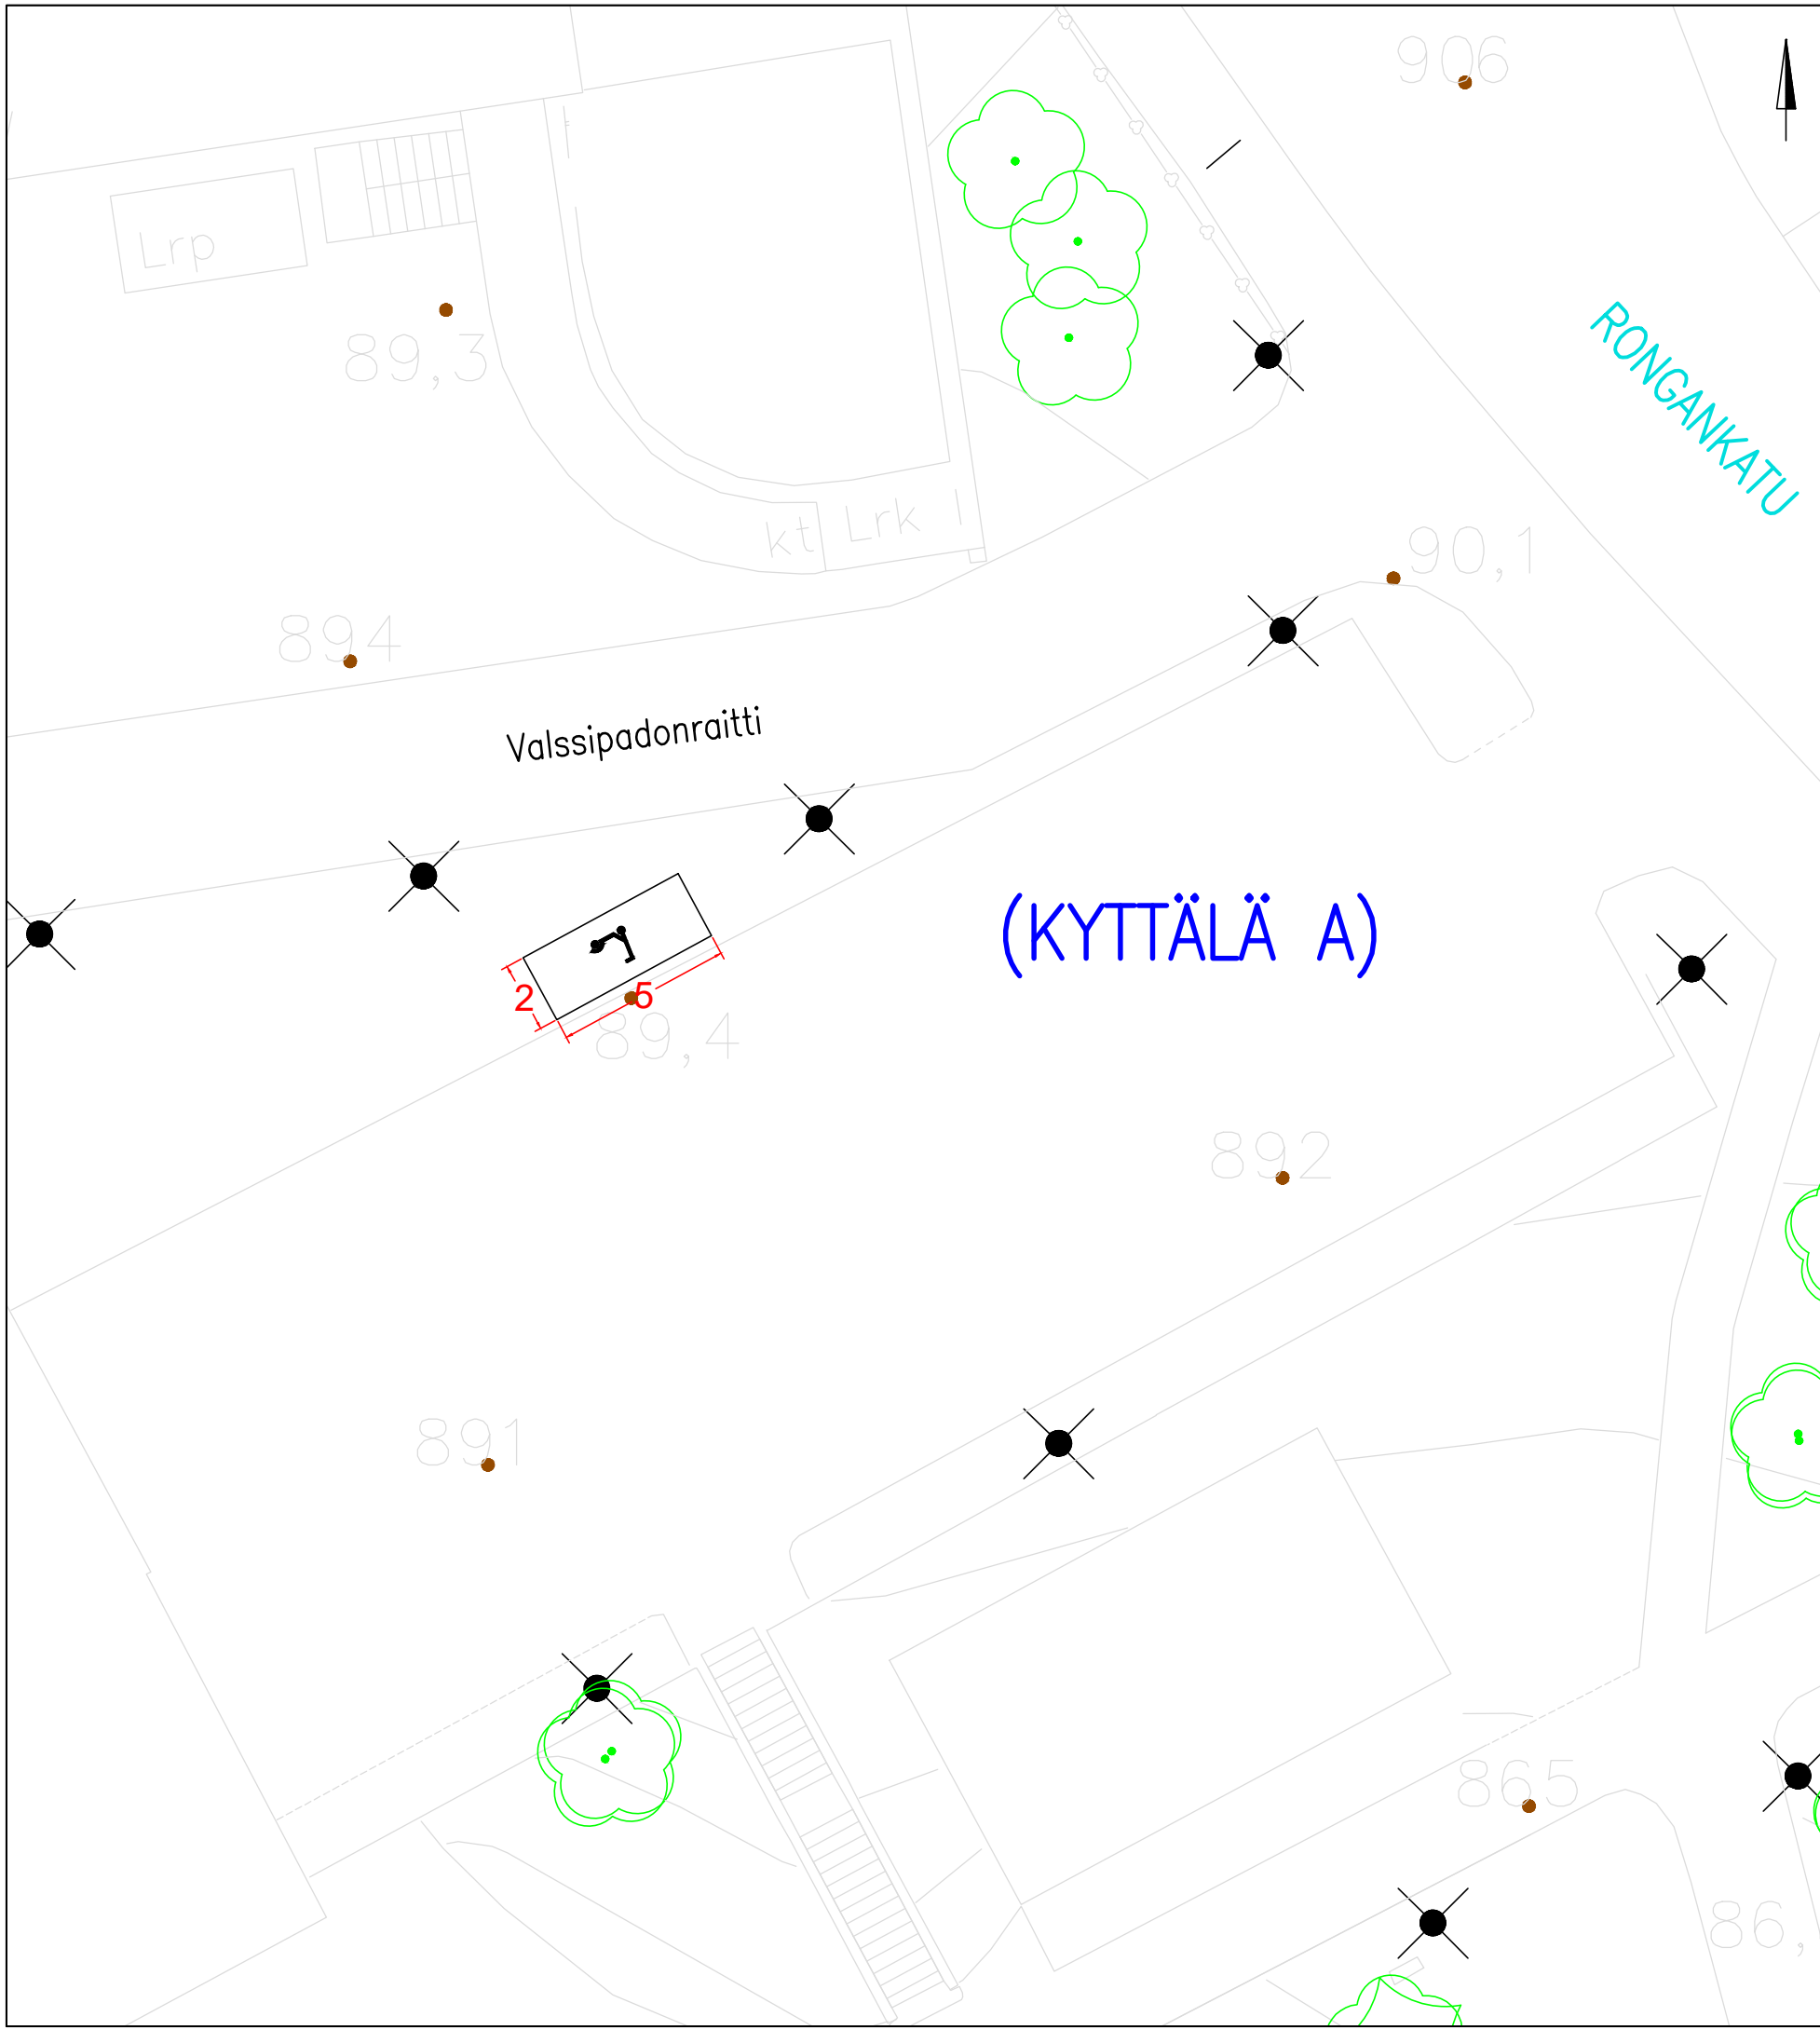 906
Lrp
89,3
RONGANKATU
kt Lrk I
90,1
894
Valssipadonraitti
(KYTTÄLÄ A)
2
5
89,4
892
891
865
86,